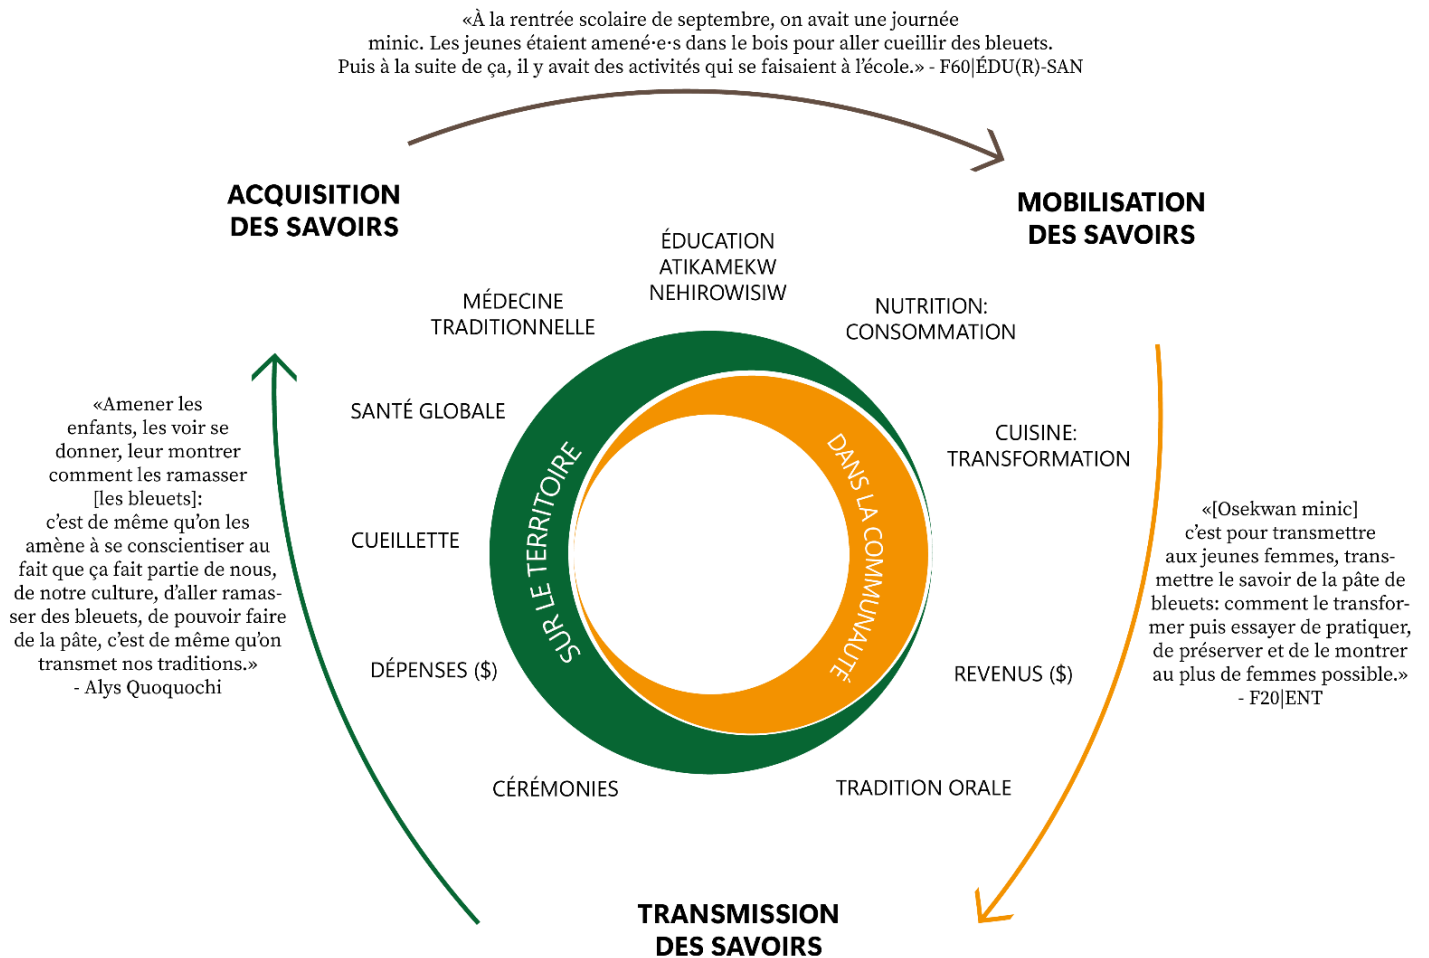 «À la rentrée scolaire de septembre, on avait une journée
minic. Les jeunes étaient amené·e·s dans le bois pour aller cueillir des bleuets.
Puis à la suite de ça, il y avait des activités qui se faisaient à l'école.» - F60|ÉDU(R)-SAN
ACQUISITION
DES SAVOIRS
MOBILISATION
DES SAVOIRS
ÉDUCATION
ATIKAMEKW
NEHIROWISIW
MÉDECINE
TRADITIONNELLE
NUTRITION:
CONSOMMATION
SANTÉ GLOBALE
CUISINE:
TRANSFORMATION
CUEILLETTE
DÉPENSES ($)
REVENUS ($)
CÉRÉMONIES
TRADITION ORALE
SUR LE TERRITOIRE
DANS LA COMMUNAUTÉ
«Amener les
enfants, les voir se
donner, leur montrer
comment les ramasser
[les bleuets]:
c'est de même qu'on les
amène à se conscientiser au
fait que ça fait partie de nous,
de notre culture, d'aller ramas-
ser des bleuets, de pouvoir faire
de la pâte, c'est de même qu'on
transmet nos traditions.»
- Alys Quoquochi
«[Osekwan minic]
c'est pour transmettre
aux jeunes femmes, trans-
mettre le savoir de la pâte de
bleuets: comment le transfor-
mer puis essayer de pratiquer,
de préserver et de le montrer
au plus de femmes possible.»
- F20|ENT
TRANSMISSION
DES SAVOIRS